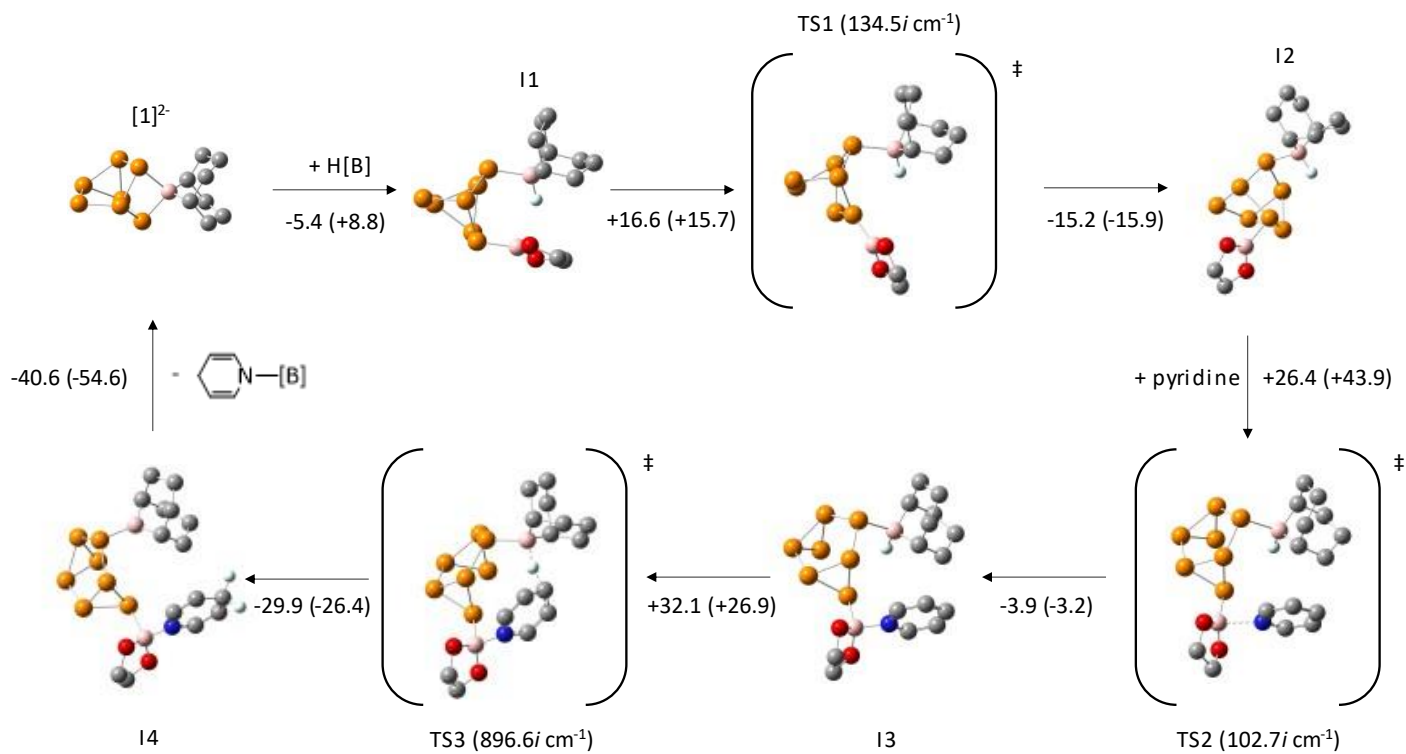 TS1 (134.5i cm-1)
I1
I2
‡
[1]2-
+ H[B]
-5.4 (+8.8)
+16.6 (+15.7)
-15.2 (-15.9)
-40.6 (-54.6)
-
N
[B]
+ pyridine
+26.4 (+43.9)
‡
‡
-29.9 (-26.4)
+32.1 (+26.9)
-3.9 (-3.2)
I4
TS3 (896.6i cm-1)
I3
TS2 (102.7i cm-1)